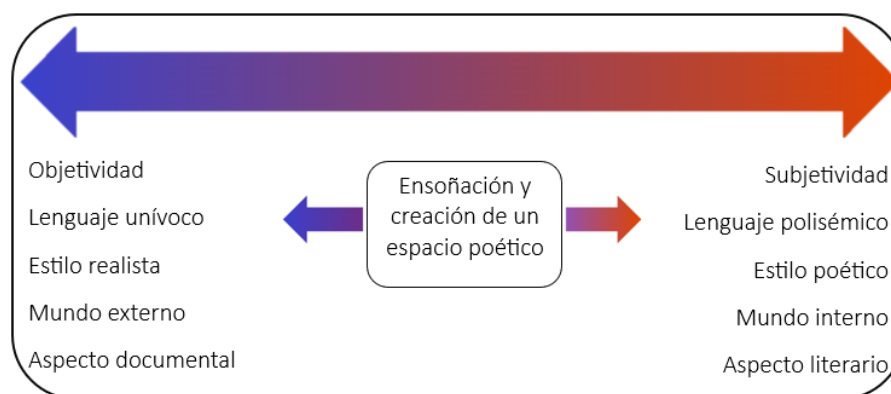 Objetividad
Lenguaje unívoco
Estilo realista
Mundo externo
Aspecto documental
Ensoñación y
creación de un
espacio poético
Subjetividad
Lenguaje polisémico
Estilo poético
Mundo interno
Aspecto literario